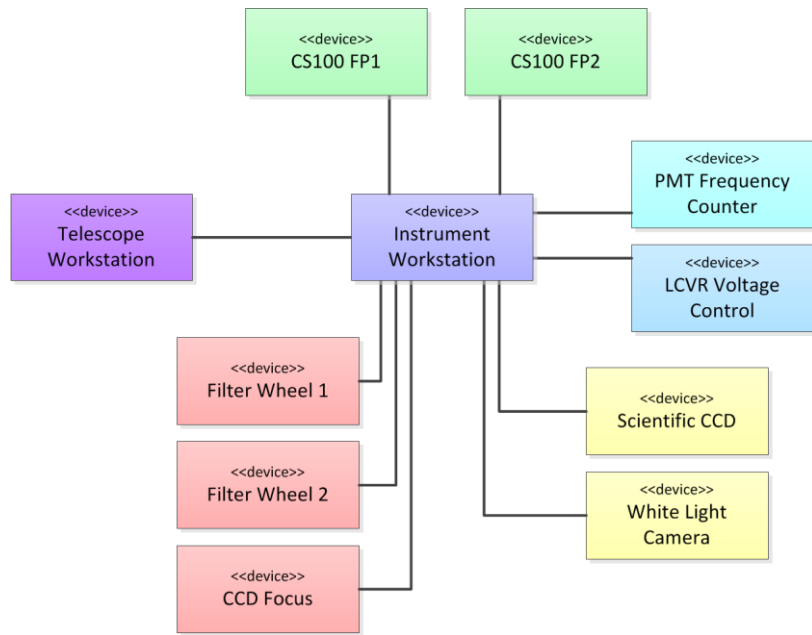 <<device>>
CS100 FP1
<<device>>
CS100 FP2
<<device>>
PMT Frequency
Counter
<<device>>
Telescope
Workstation
<<device>>
Instrument
Workstation
<<device>>
LCVR Voltage
Control
<<device>>
Filter Wheel 1
<<device>>
Scientific CCD
<<device>>
Filter Wheel 2
<<device>>
White Light
Camera
<<device>>
CCD Focus